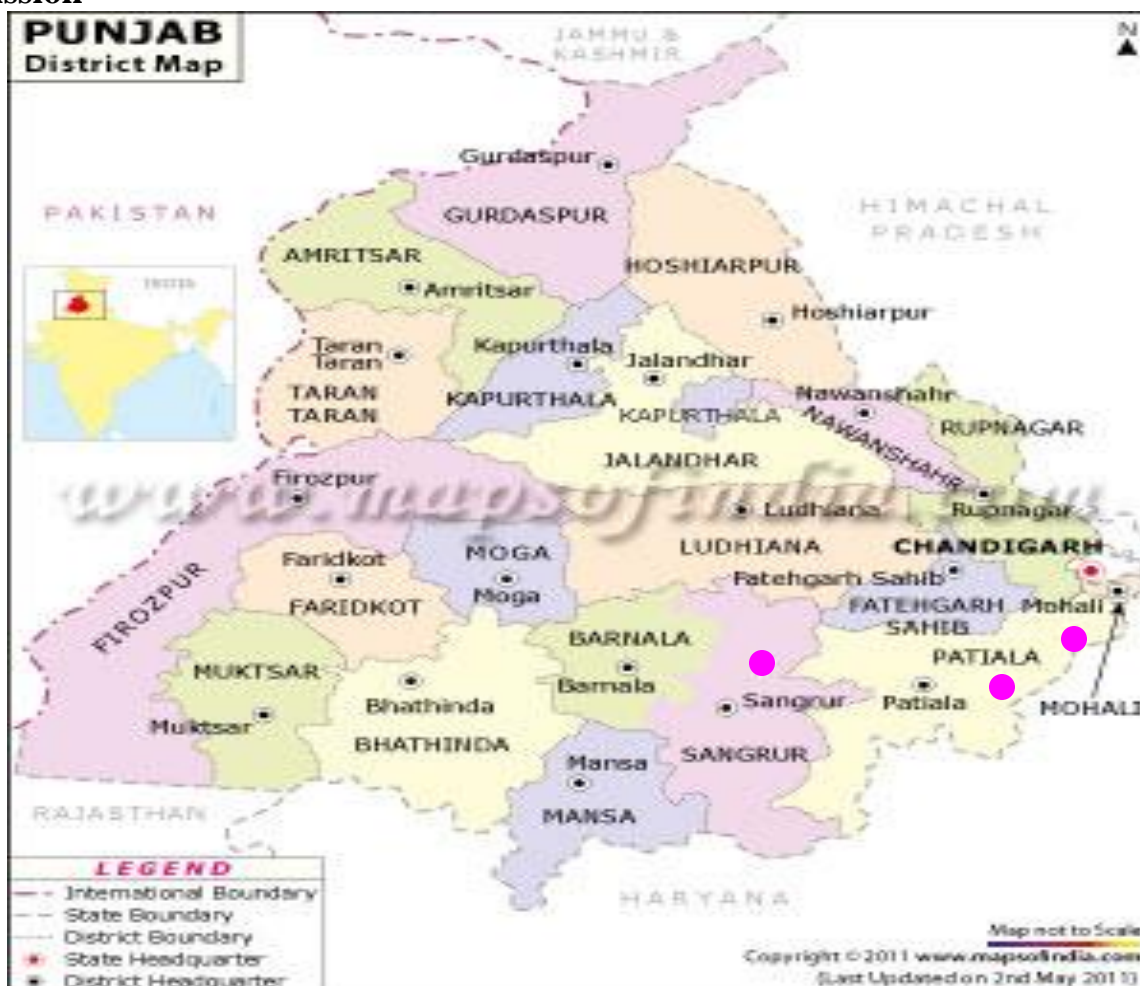 PUNJAB
District Map
JAMMU &
KASHMIR
N
Gurdaspur
PAKISTAN
GURDASPUR
HIMACHAL
PRADESH
AMRITSAR
HOSHIARPUR
INDIA
Amritsar
Hoshiarpur
Taran
Taran
Kapurthala
Jalandhar
TARAN
TARAN
KAPURTHALA
KAPURTHALA
Nawanshahr
NAWANSHAHR
RUPNAGAR
JALANDHAR
Firozpur
www.mapsofindia.com
Ludhiana
Rupnagar
MOGA
LUDHIANA
CHANDIGARH
Faridkot
Moga
Fatehgarh Sahib
FARIDKOT
FATEHGARH
SAHIB
Mohali
FIROZPUR
BARNALA
PATIALA
MUKTSAR
Barnala
Bhathinda
Sangrur
Patiala
MOHALI
Muktsar
BHATHINDA
SANGRUR
Mansa
MANSA
RAJASTHAN
HARYANA
LEGEND
International Boundary
State Boundary
District Boundary
State Headquarter
District Headquarter
Map not to Scale
Copyright © 2011 www.mapsofindia.com
(Last Updated on 2nd May 2011)